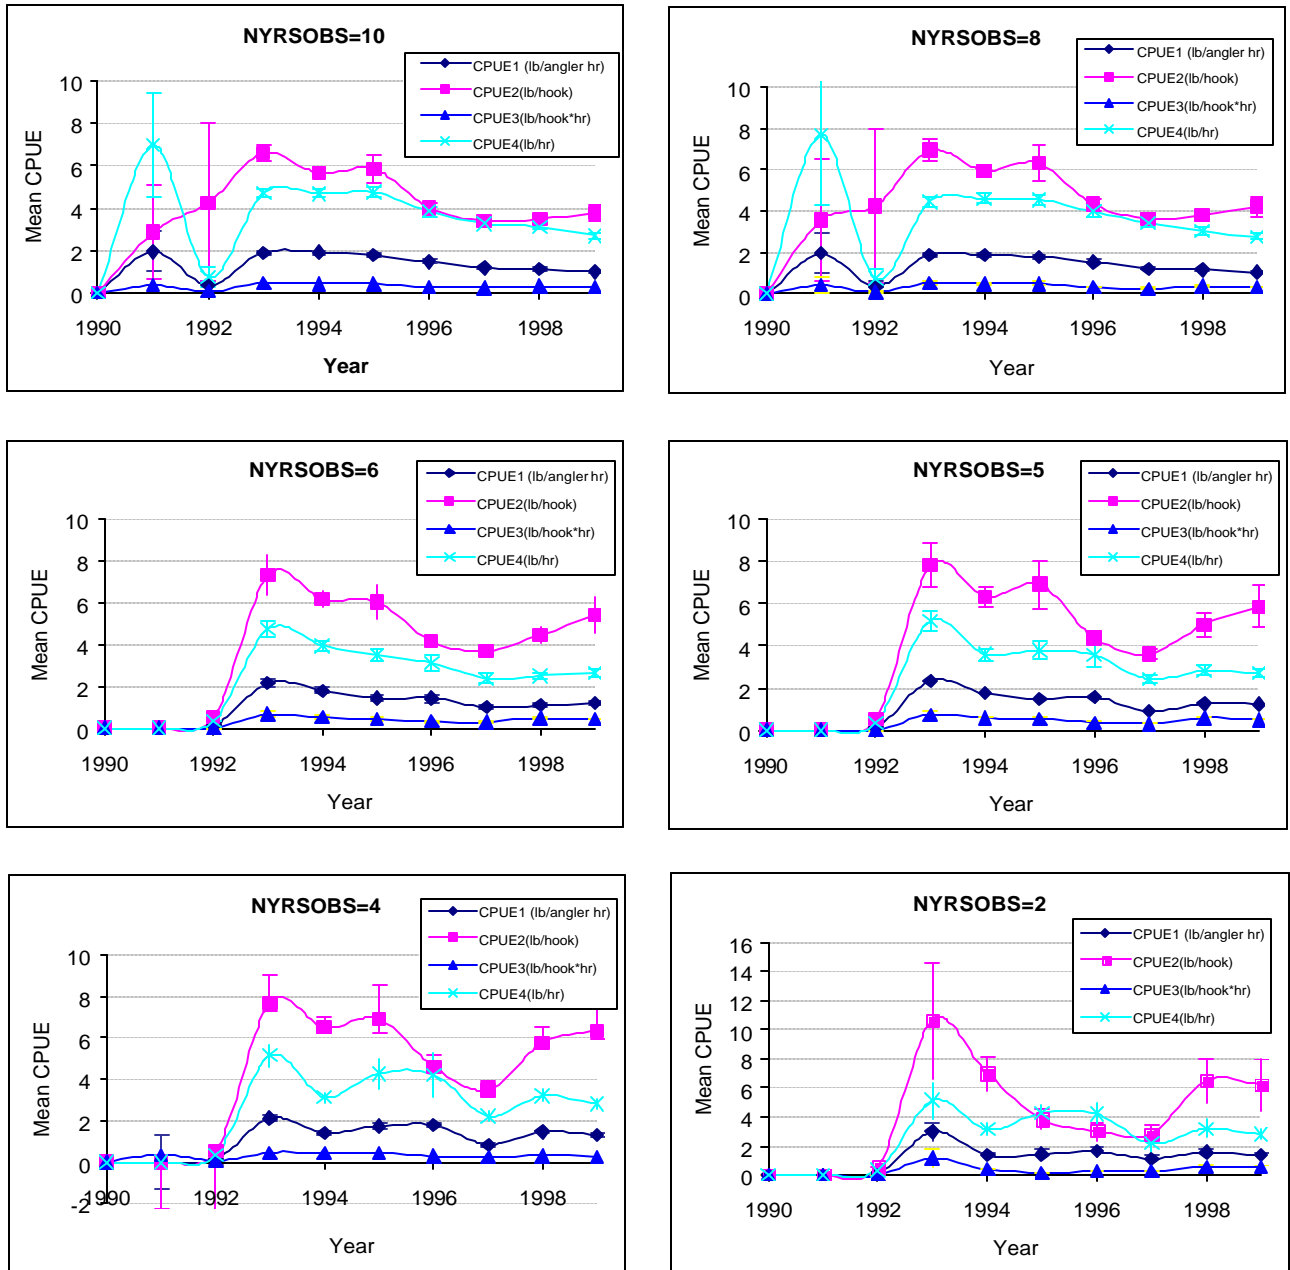 NYRSOBS=10
CPUE1 (lb/angler hr)
CPUE2(lb/hook)
CPUE3(lb/hook*hr)
CPUE4(lb/hr)
Mean CPUE
10
8
6
4
2
0
1990 1992 1994 1996 1998
Year
NYRSOBS=8
CPUE1 (lb/angler hr)
CPUE2(lb/hook)
CPUE3(lb/hook*hr)
CPUE4(lb/hr)
Mean CPUE
10
8
6
4
2
0
1990 1992 1994 1996 1998
Year
NYRSOBS=6
CPUE1 (lb/angler hr)
CPUE2(lb/hook)
CPUE3(lb/hook*hr)
CPUE4(lb/hr)
Mean CPUE
10
8
6
4
2
0
1990 1992 1994 1996 1998
Year
NYRSOBS=5
CPUE1 (lb/angler hr)
CPUE2(lb/hook)
CPUE3(lb/hook*hr)
CPUE4(lb/hr)
Mean CPUE
10
8
6
4
2
0
1990 1992 1994 1996 1998
Year
NYRSOBS=4
CPUE1 (lb/angler hr)
CPUE2(lb/hook)
CPUE3(lb/hook*hr)
CPUE4(lb/hr)
Mean CPUE
10
8
6
4
2
0
-2
1990 1992 1994 1996 1998
Year
NYRSOBS=2
CPUE1 (lb/angler hr)
CPUE2(lb/hook)
CPUE3(lb/hook*hr)
CPUE4(lb/hr)
Mean CPUE
16
14
12
10
8
6
4
2
0
1990 1992 1994 1996 1998
Year